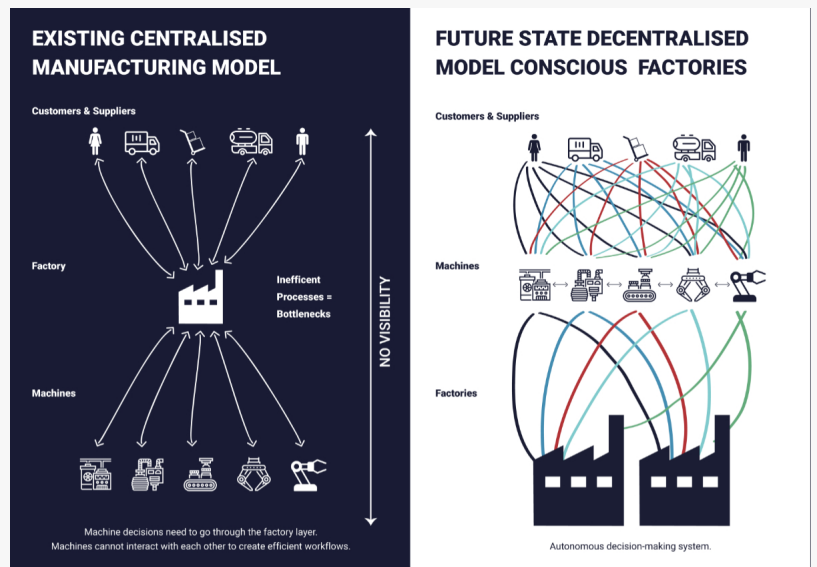 EXISTING CENTRALISED
MANUFACTURING MODEL
Customers & Suppliers
Factory
Inefficent
Processes =
Bottlenecks
NO VISIBILITY
Machines
Machine decisions need to go through the factory layer.
Machines cannot interact with each other to create efficient workflows.
FUTURE STATE DECENTRALISED
MODEL CONSCIOUS FACTORIES
Customers & Suppliers
Machines
Factories
Autonomous decision-making system.